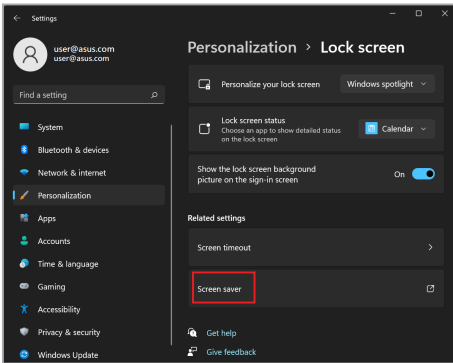 Settings
user@asus.com
user@asus.com
Find a setting
System
Bluetooth & devices
Network & internet
Personalization
Apps
Accounts
Time & language
Gaming
Accessibility
Privacy & security
Windows Update
Personalization > Lock screen
Personalize your lock screen
Windows spotlight
Lock screen status
Choose an app to show detailed status
on the lock screen
Calendar
Show the lock screen background
picture on the sign-in screen
On
Related settings
Screen timeout
Screen saver
Get help
Give feedback